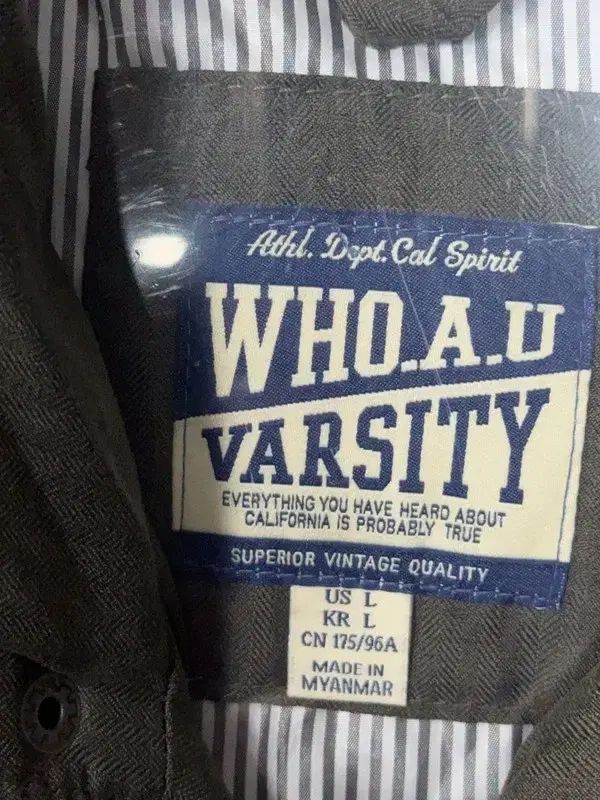 Athl. Dept. Cal Spirit
WHO.A.U
VARSITY
EVERYTHING YOU HAVE HEARD ABOUT
CALIFORNIA IS PROBABLY TRUE
SUPERIOR VINTAGE QUALITY
US L
KR L
CN 175/96A
MADE IN
MYANMAR